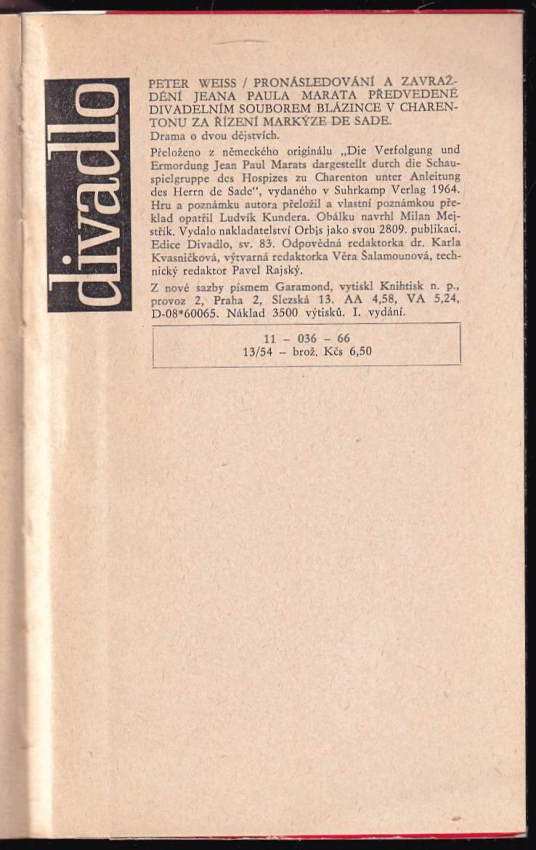 divadlo
PETER WEISS / PRONÁSLEDOVÁNÍ A ZAVRAŽ-
DĚNÍ JEANA PAULA MARATA PŘEDVEDENÉ
DIVADELNÍM SOUBOREM BLÁZINCE V CHAREN-
TONU ZA ŘÍZENÍ MARKÝZE DE SADE.
Drama o dvou dějstvích.
Přeloženo z německého originálu „Die Verfolgung und
Ermordung Jean Paul Marats dargestellt durch die Schau-
spielgruppe des Hospizes zu Charenton unter Anleitung
des Herrn de Sade“, vydaného v Suhrkamp Verlag 1964.
Hru a poznámku autora přeložil a vlastní poznámkou pře-
klad opatřil Ludvík Kundera. Obálku navrhl Milan Mej-
střík. Vydalo nakladatelství Orbis jako svou 2809. publikaci.
Edice Divadlo, sv. 83. Odpovědná redaktorka dr. Karla
Kvasničková, výtvarná redaktorka Věra Šalamounová, tech-
nický redaktor Pavel Rajský.
Z nové sazby písmem Garamond, vytiskl Knihtisk n. p.,
provoz 2, Praha 2, Slezská 13. AA 4,58, VA 5,24,
D-08*60065. Náklad 3500 výtisků. I. vydání.
11 – 036 – 66
13/54 – brož. Kčs 6,50